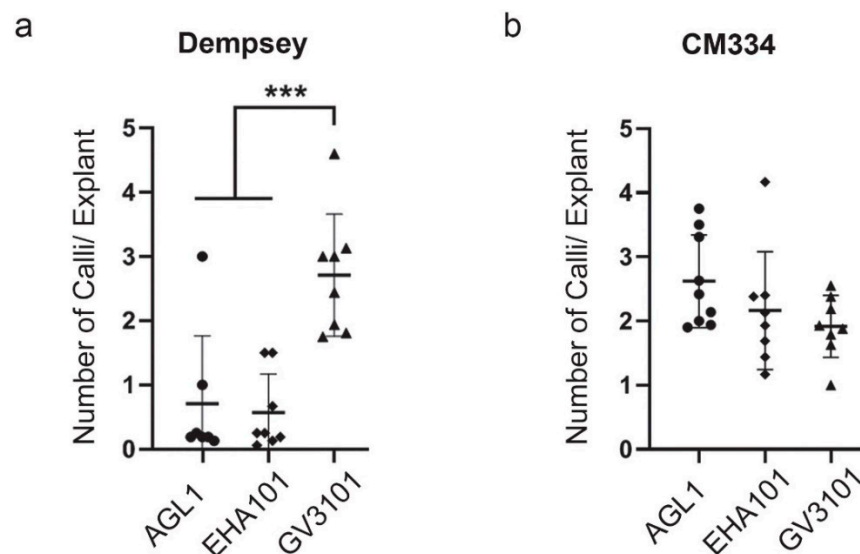 a
Dempsey
***
Number of Calli/ Explant
5
4
3
2
1
0
AGL1
EHA101
GV3101
b
CM334
Number of Calli/ Explant
5
4
3
2
1
0
AGL1
EHA101
GV3101